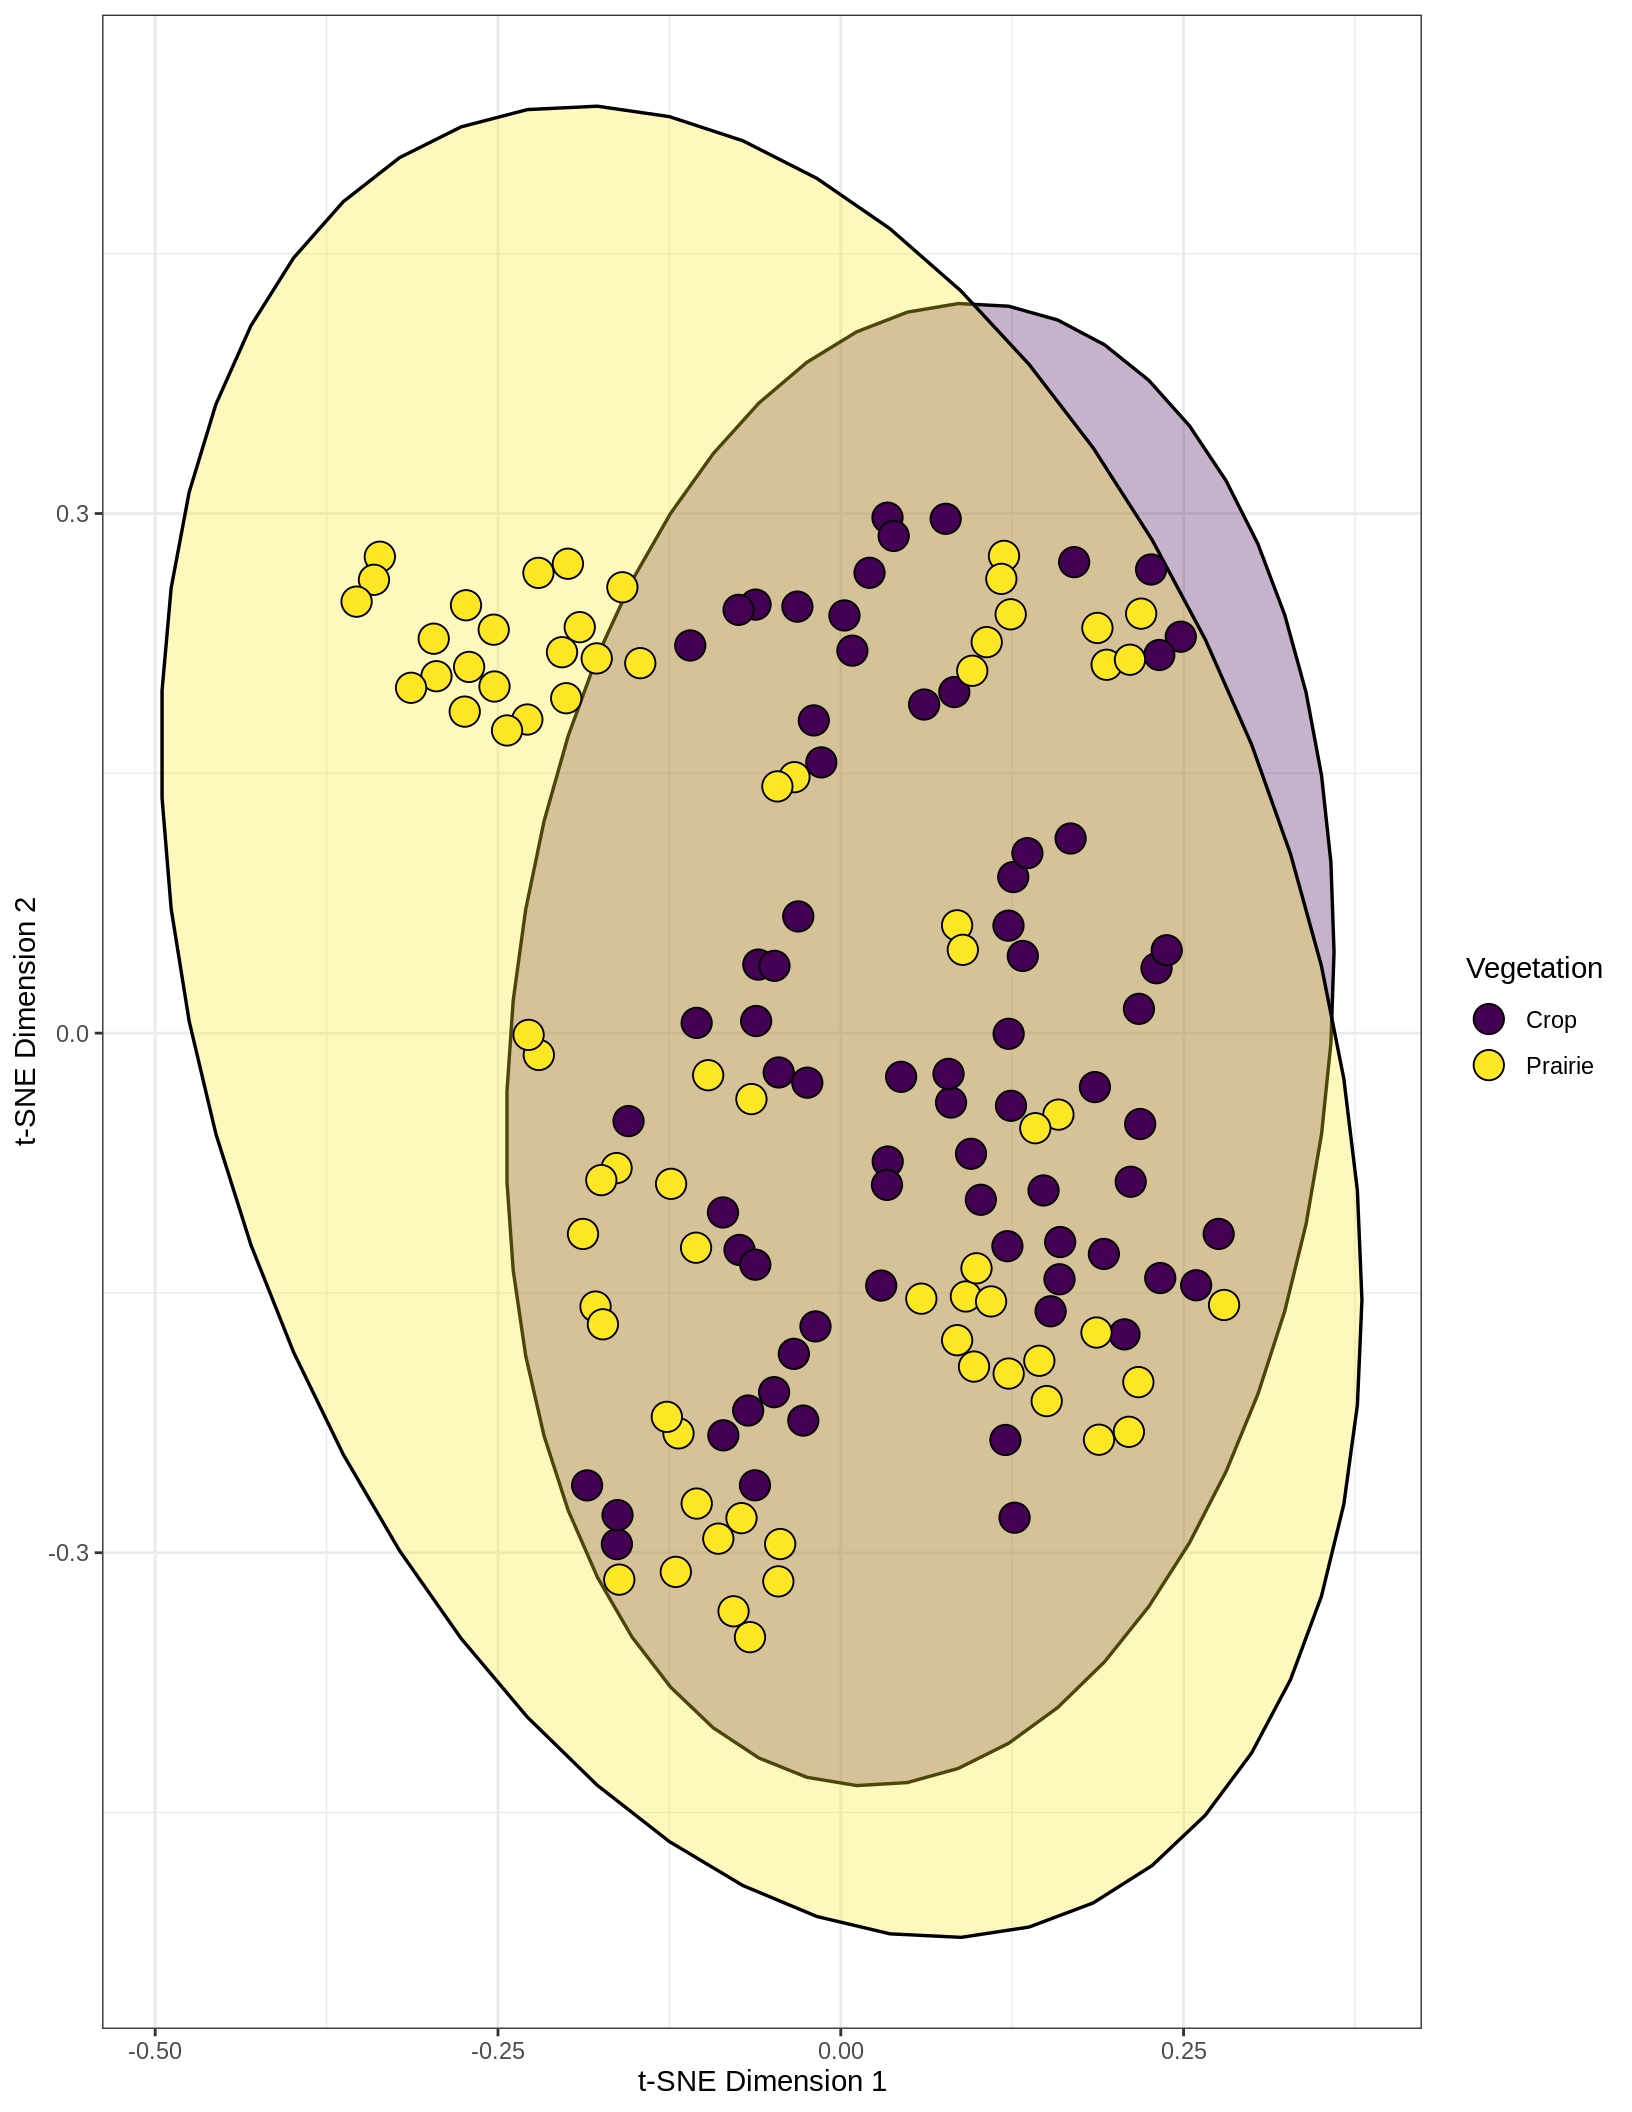 t-SNE Dimension 2
0.3
0.0
-0.3
-0.50
-0.25
0.00
0.25
t-SNE Dimension 1
Vegetation
Crop
Prairie